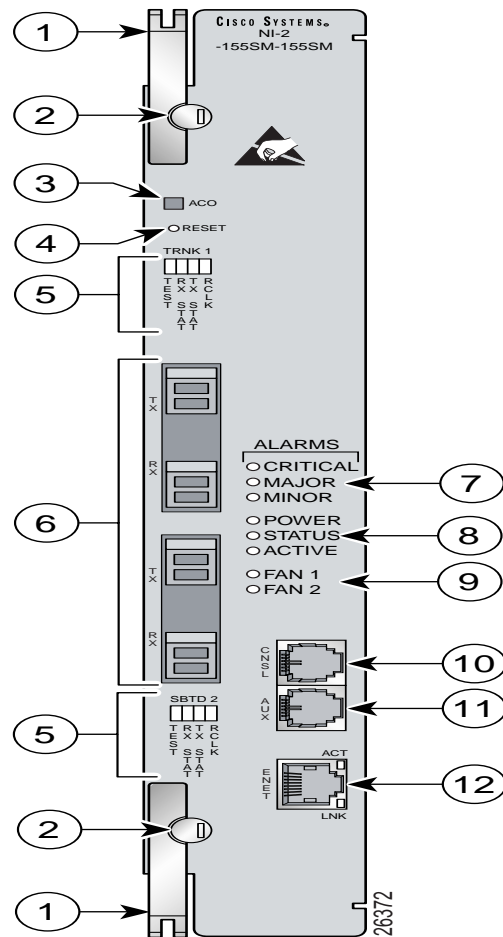 CISCO SYSTEMS®
NI-2
-155SM-155SM
1
2
3
ACO
4
RESET
TRNK 1
5
TEST
RX STAT
TX STAT
RCLK
TX
RX
6
TX
RX
ALARMS
CRITICAL
MAJOR
7
MINOR
POWER
STATUS
8
ACTIVE
FAN 1
9
FAN 2
CNSL
10
AUX
11
SBTD 2
5
TEST
RX STAT
TX STAT
RCLK
ACT
ENET
12
LNK
2
1
26372